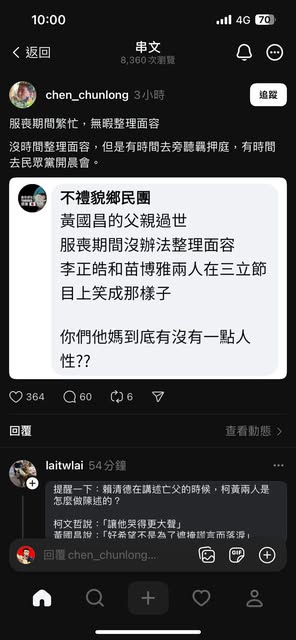 10:00
4G 70
返回
串文
8,360 次瀏覽
chen_chunlong 3小時
追蹤
服喪期間繁忙，無暇整理面容
沒時間整理面容，但是有時間去旁聽羈押庭，有時間
去民眾黨開晨會。
不禮貌鄉民團
黃國昌的父親過世
服喪期間沒辦法整理面容
李正皓和苗博雅兩人在三立節
目上笑成那樣子
你們他媽到底有沒有一點人
性??
364 60 6
回覆
查看動態
laitwlai 54分鐘
提醒一下：賴清德在講述亡父的時候，柯黃兩人是
怎麼做陳述的？
柯文哲說：「讓他哭得更大聲」
黃國昌說：「好希望不是為了遮掩謊言而落淚」
回覆 chen_chunlong...
GIF